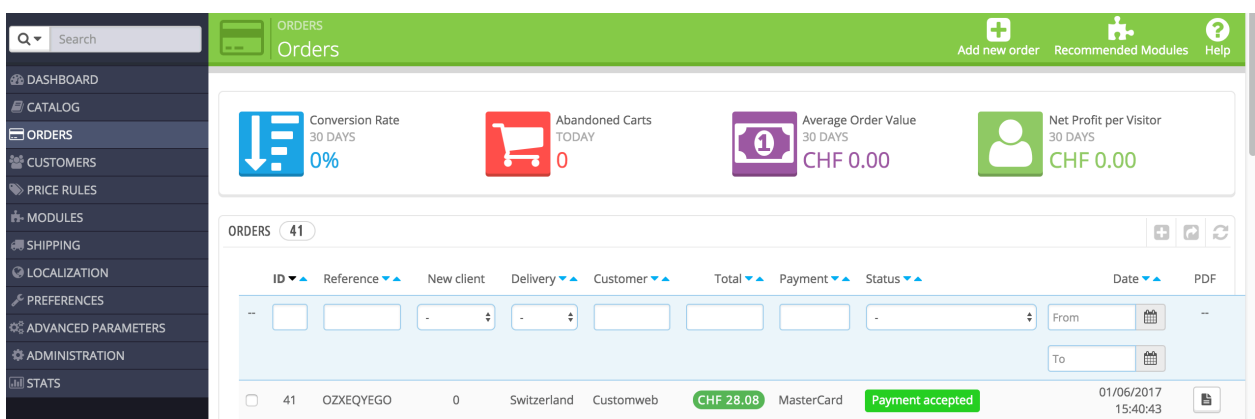 Search
ORDERS
Orders
Add new order Recommended Modules Help
DASHBOARD
CATALOG
ORDERS
CUSTOMERS
PRICE RULES
MODULES
SHIPPING
LOCALIZATION
PREFERENCES
ADVANCED PARAMETERS
ADMINISTRATION
STATS
Conversion Rate
30 DAYS
0%
Abandoned Carts
TODAY
0
1
Average Order Value
30 DAYS
CHF 0.00
Net Profit per Visitor
30 DAYS
CHF 0.00
ORDERS 41
ID Reference New client Delivery Customer Total Payment Status Date PDF
-- - - - From --
To
41 OZXEQYEGO 0 Switzerland Customweb CHF 28.08 MasterCard Payment accepted 01/06/2017
15:40:43